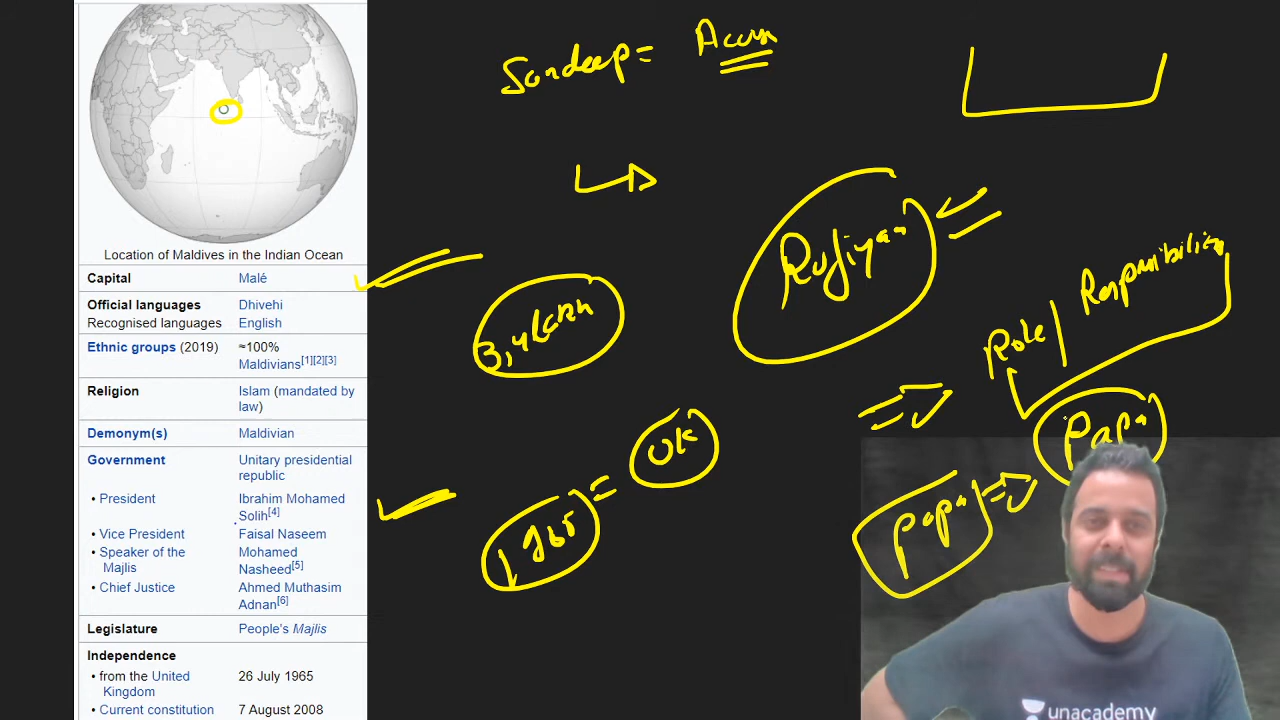 Location of Maldives in the Indian Ocean
Capital Malé
Official languages Dhivehi
Recognised languages English
Ethnic groups (2019) ≈100%
Maldivians[1][2][3]
Religion Islam (mandated by
law)
Demonym(s) Maldivian
Government Unitary presidential
republic
• President Ibrahim Mohamed
Solih[4]
• Vice President Faisal Naseem
• Speaker of the Mohamed
Majlis Nasheed[5]
• Chief Justice Ahmed Muthasim
Adnan[6]
Legislature People's Majlis
Independence
• from the United 26 July 1965
Kingdom
• Current constitution 7 August 2008
Sandeep =
Rufiyaa
Role / Responsibility
Papa
UK
1965 =
Papa
unacademy